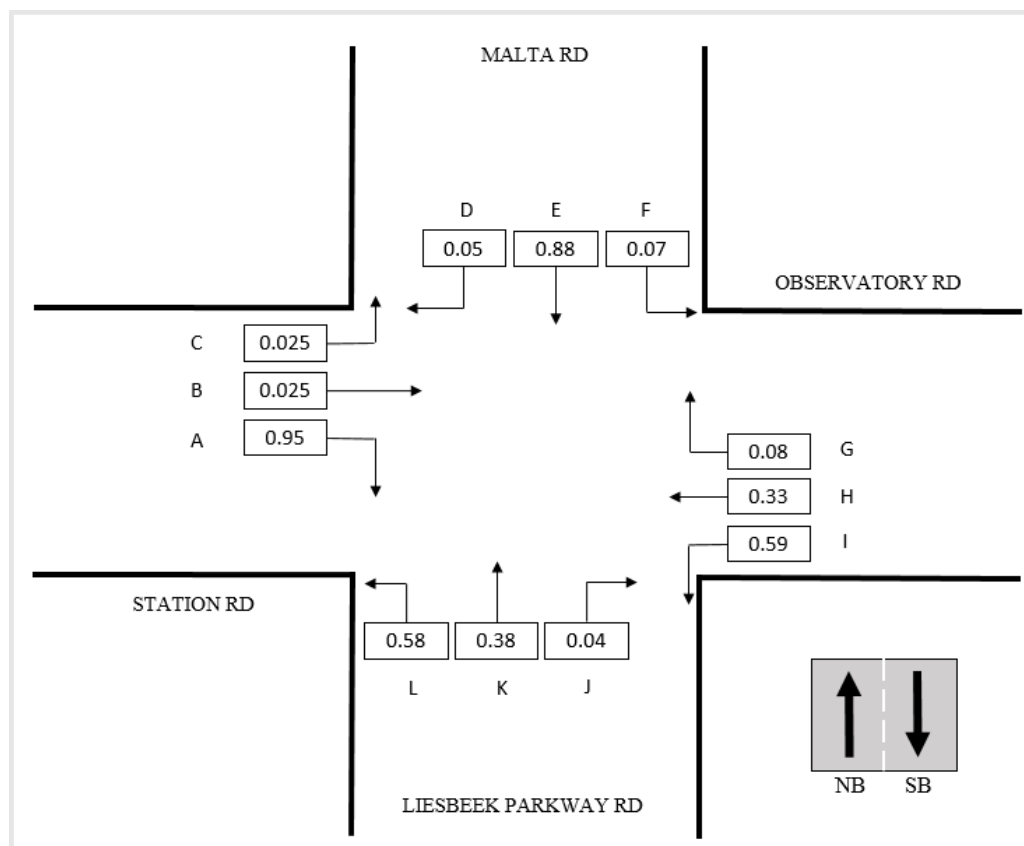 MALTA RD
D E F
0.05 0.88 0.07
OBSERVATORY RD
C 0.025
B 0.025
A 0.95
0.08 G
0.33 H
0.59 I
STATION RD
0.58 0.38 0.04
L K J
NB SB
LIESBEEK PARKWAY RD